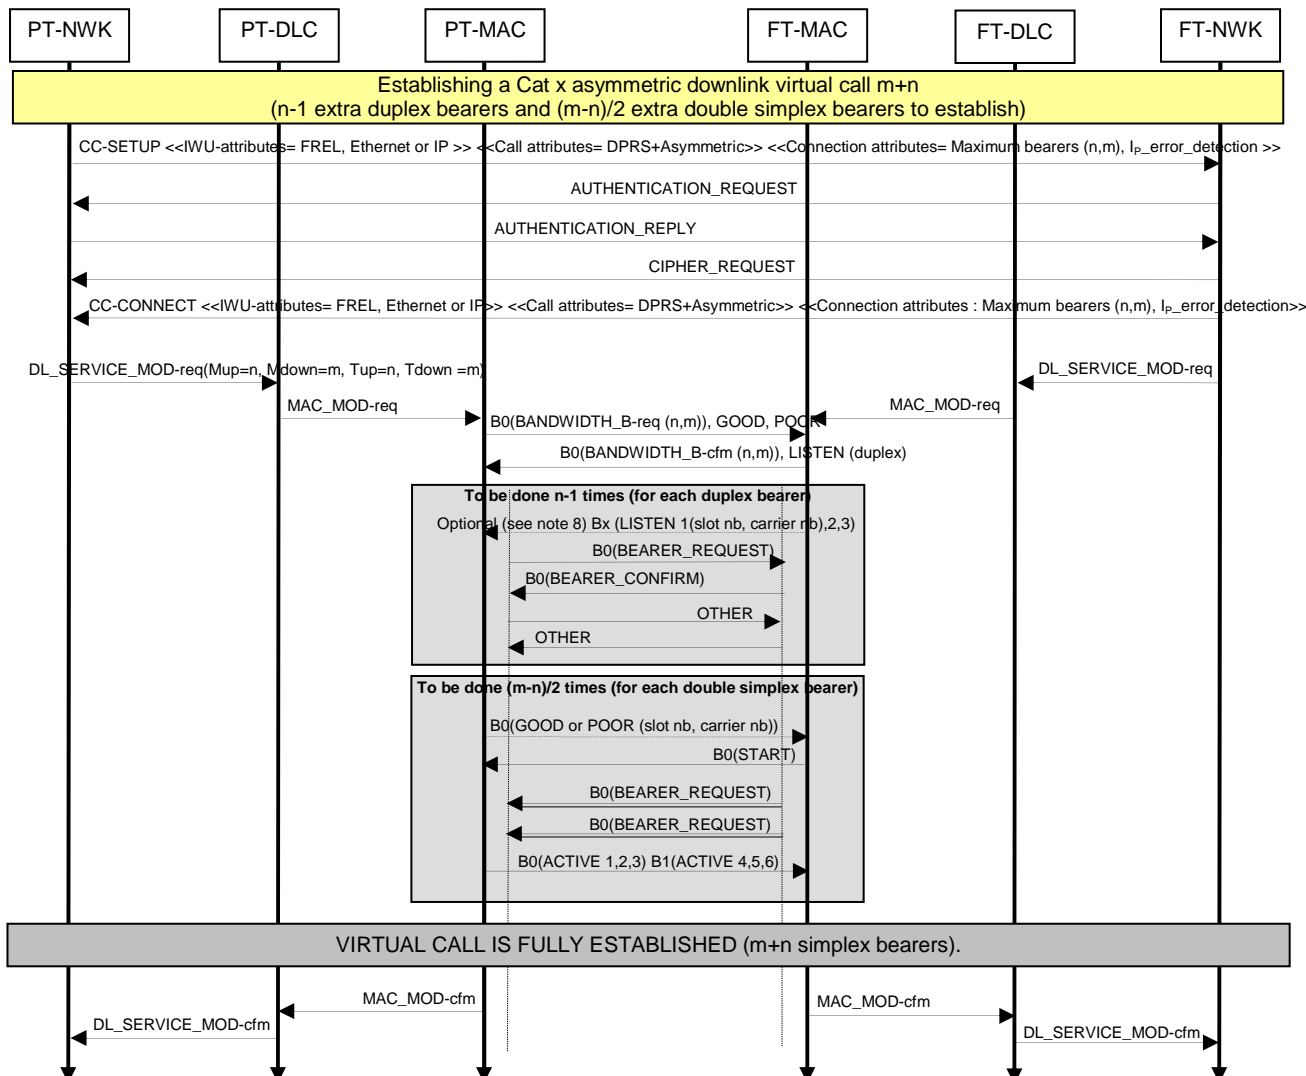 PT-NWK PT-DLC PT-MAC FT-MAC FT-DLC FT-NWK
Establishing a Cat x asymmetric downlink virtual call m+n
(n-1 extra duplex bearers and (m-n)/2 extra double simplex bearers to establish)
CC-SETUP <<IWU-attributes= FREL, Ethernet or IP >> <<Call attributes= DPRS+Asymmetric>> <<Connection attributes= Maximum bearers (n,m), IP_error_detection >>
AUTHENTICATION_REQUEST
AUTHENTICATION_REPLY
CIPHER_REQUEST
CC-CONNECT <<IWU-attributes= FREL, Ethernet or IP>> <<Call attributes= DPRS+Asymmetric>> <<Connection attributes : Maximum bearers (n,m), IP_error_detection>>
DL_SERVICE_MOD-req(Mup=n, Mdown=m, Tup=n, Tdown =m)
DL_SERVICE_MOD-req
MAC_MOD-req
MAC_MOD-req
B0(BANDWIDTH_B-req (n,m)), GOOD, POOR
B0(BANDWIDTH_B-cfm (n,m)), LISTEN (duplex)
To be done n-1 times (for each duplex bearer)
Optional (see note 8) Bx (LISTEN 1(slot nb, carrier nb),2,3)
B0(BEARER_REQUEST)
B0(BEARER_CONFIRM)
OTHER
OTHER
To be done (m-n)/2 times (for each double simplex bearer)
B0(GOOD or POOR (slot nb, carrier nb))
B0(START)
B0(BEARER_REQUEST)
B0(BEARER_REQUEST)
B0(ACTIVE 1,2,3) B1(ACTIVE 4,5,6)
VIRTUAL CALL IS FULLY ESTABLISHED (m+n simplex bearers).
MAC_MOD-cfm
MAC_MOD-cfm
DL_SERVICE_MOD-cfm
DL_SERVICE_MOD-cfm